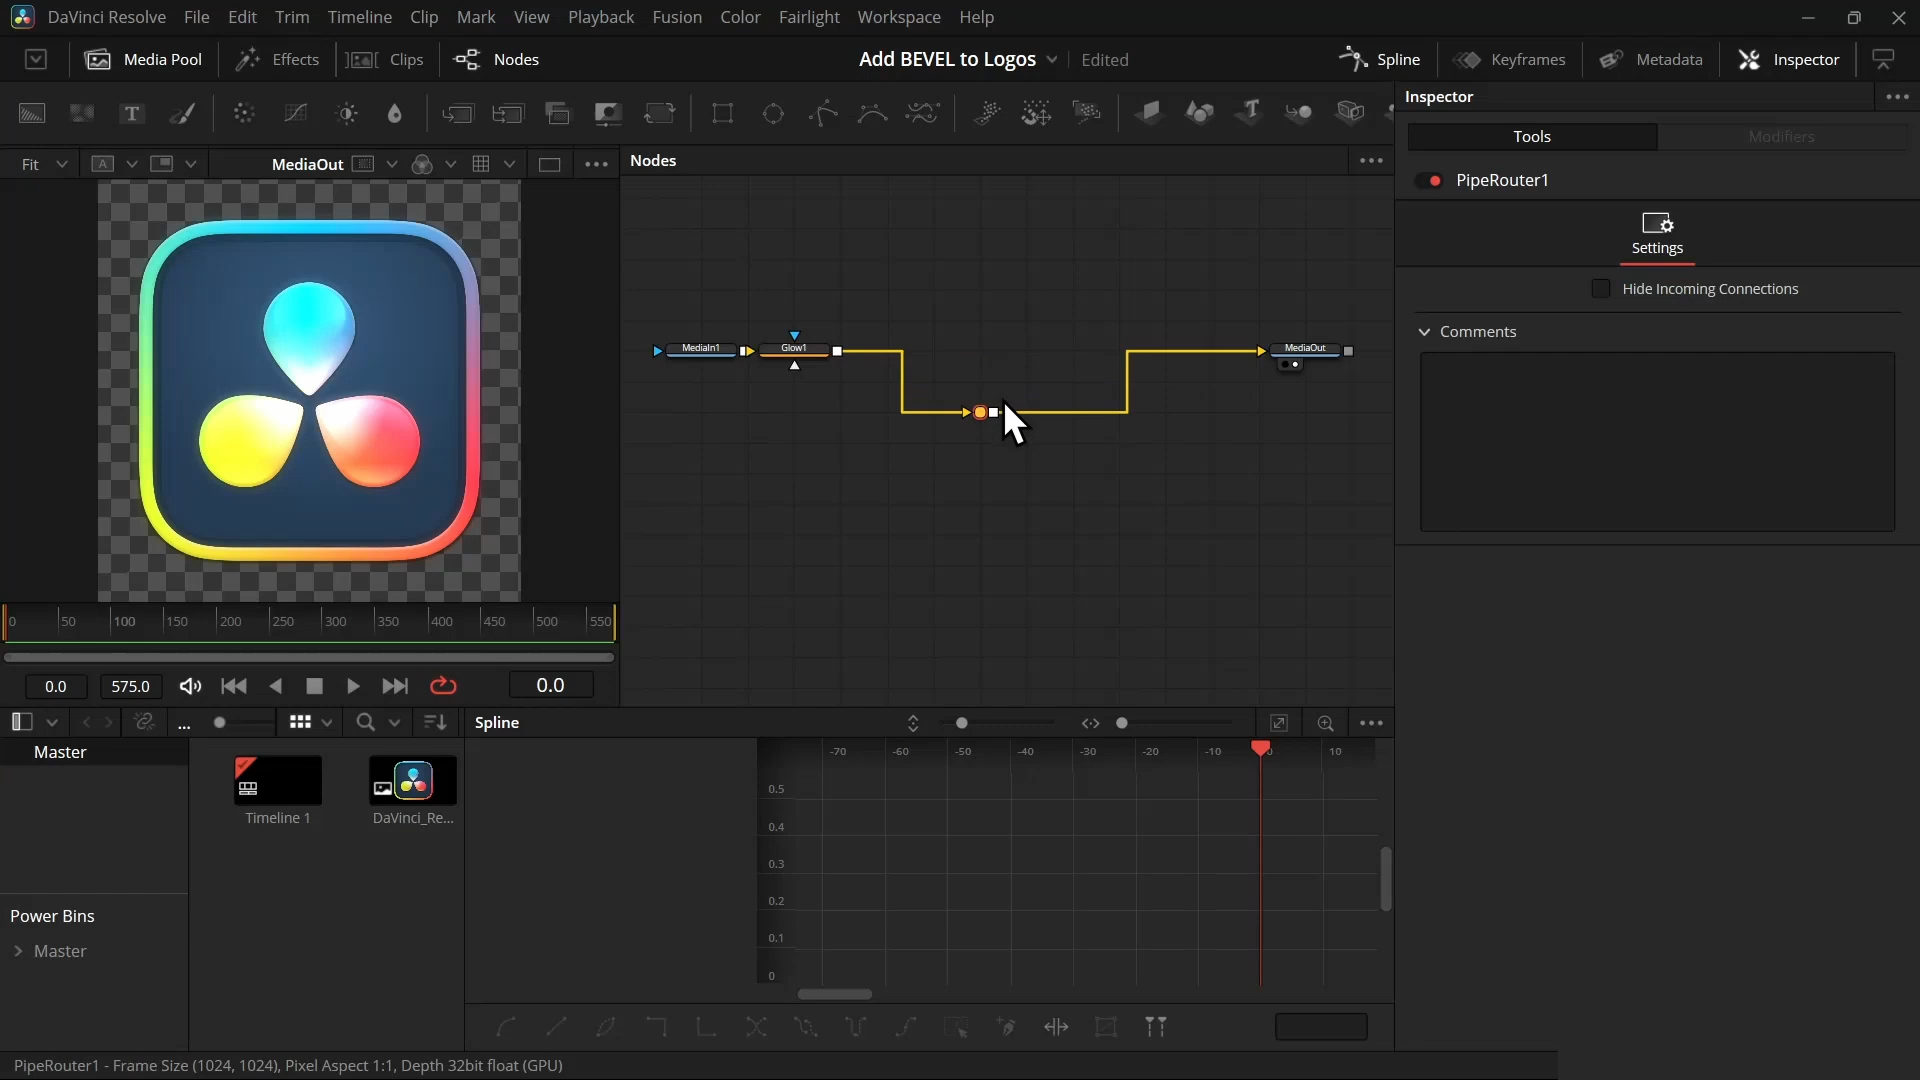 DaVinci Resolve File Edit Trim Timeline Clip Mark View Playback Fusion Color Fairlight Workspace Help
Media Pool Effects Clips Nodes Add BEVEL to Logos Edited Spline Keyframes Metadata Inspector
T T
Inspector
Tools Modifiers
Fit A MediaOut Nodes
PipeRouter1
Settings
Hide Incoming Connections
Comments
MediaIn1 Glow1 MediaOut
0 50 100 150 200 250 300 350 400 450 500 550
0.0 575.0 0.0
... Spline
Master
-70 -60 -50 -40 -30 -20 -10 0 10
0.5
Timeline 1 DaVinci_Re...
0.4
0.3
0.2
Power Bins
0.1
Master
0
PipeRouter1 - Frame Size (1024, 1024), Pixel Aspect 1:1, Depth 32bit float (GPU)